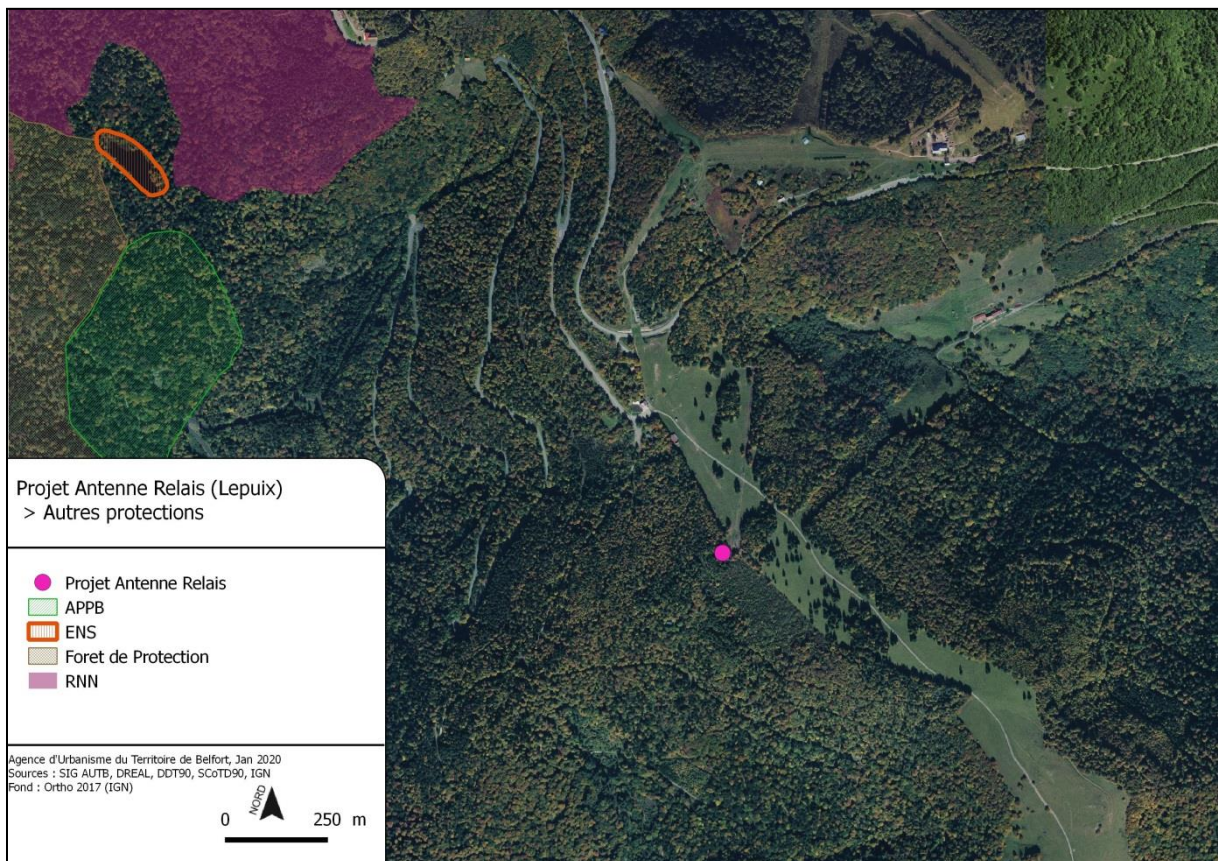 Projet Antenne Relais (Lepuix)
> Autres protections
Projet Antenne Relais
APPB
ENS
Foret de Protection
RNN
Agence d'Urbanisme du Territoire de Belfort, Jan 2020
Sources : SIG AUTB, DREAL, DDT90, SCoTD90, IGN
Fond : Ortho 2017 (IGN)
NORD
0 250 m